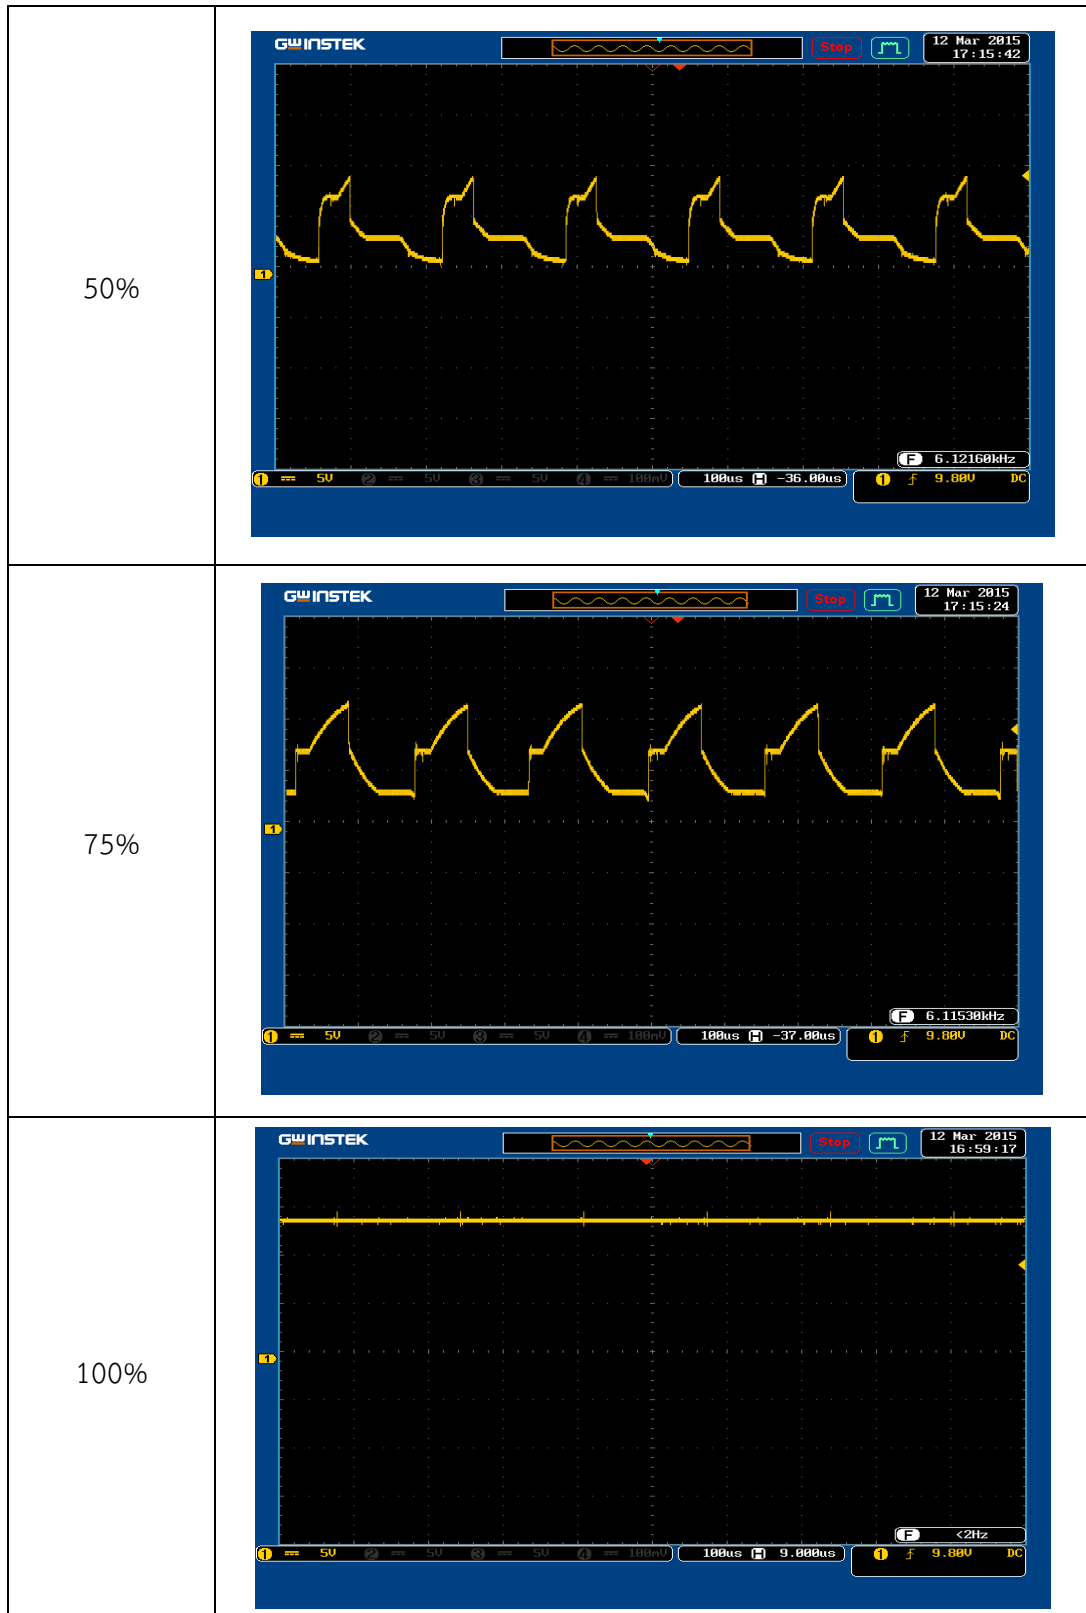 50%
GWINSTEK
Stop
12 Mar 2015
17:15:42
1
F 6.12160kHz
1 5V 2 5V 3 5V 4 100mV 100us H -36.00us 1 9.80V DC
75%
GWINSTEK
Stop
12 Mar 2015
17:15:24
1
F 6.11530kHz
1 5V 2 5V 3 5V 4 100mV 100us H -37.00us 1 9.80V DC
100%
GWINSTEK
Stop
12 Mar 2015
16:59:17
1
F <2Hz
1 5V 2 5V 3 5V 4 100mV 100us H 9.000us 1 9.80V DC